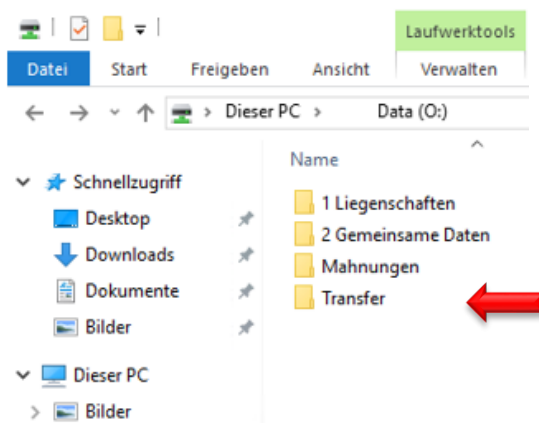 Laufwerktools
Datei Start Freigeben Ansicht Verwalten
Dieser PC Data (O:)
Name
Schnellzugriff
Desktop
Downloads
Dokumente
Bilder
Dieser PC
Bilder
1 Liegenschaften
2 Gemeinsame Daten
Mahnungen
Transfer